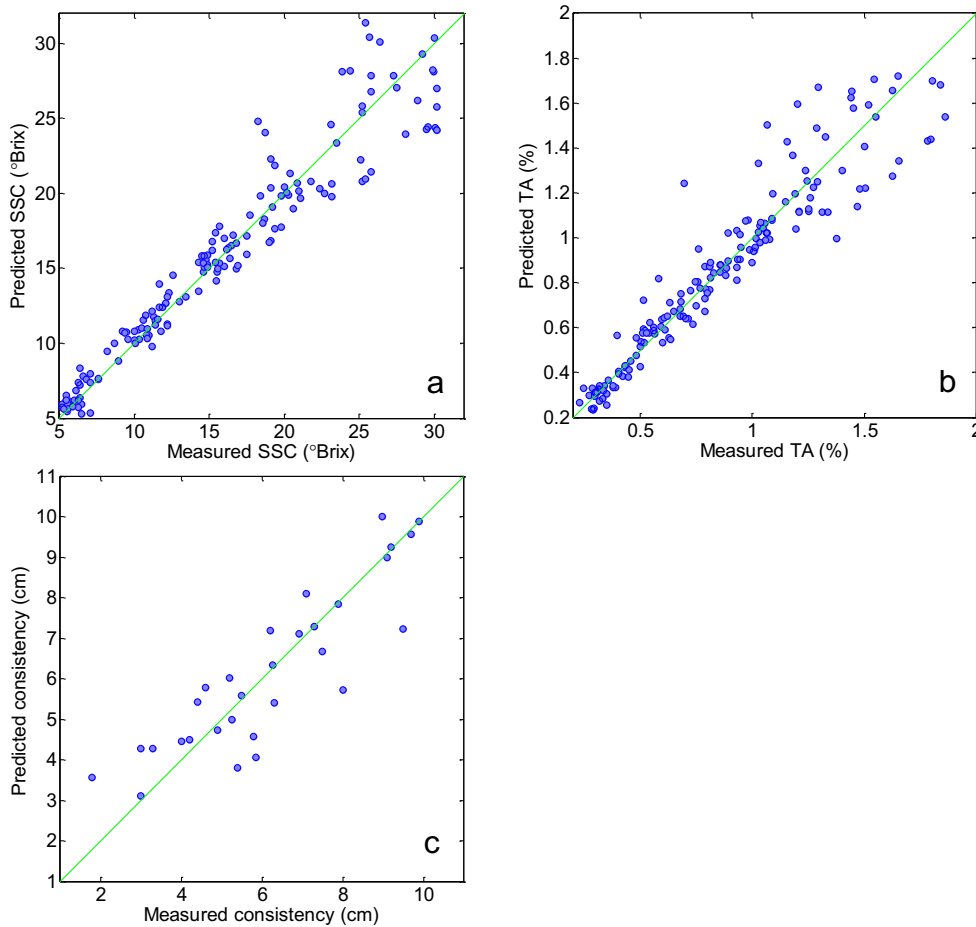 30
25
20
15
10
5
5 10 15 20 25 30
Predicted SSC (°Brix)
Measured SSC (°Brix)
a
2
1.8
1.6
1.4
1.2
1
0.8
0.6
0.4
0.2
0.5 1 1.5 2
Predicted TA (%)
Measured TA (%)
b
11
10
9
8
7
6
5
4
3
2
1
2 4 6 8 10
Predicted consistency (cm)
Measured consistency (cm)
c